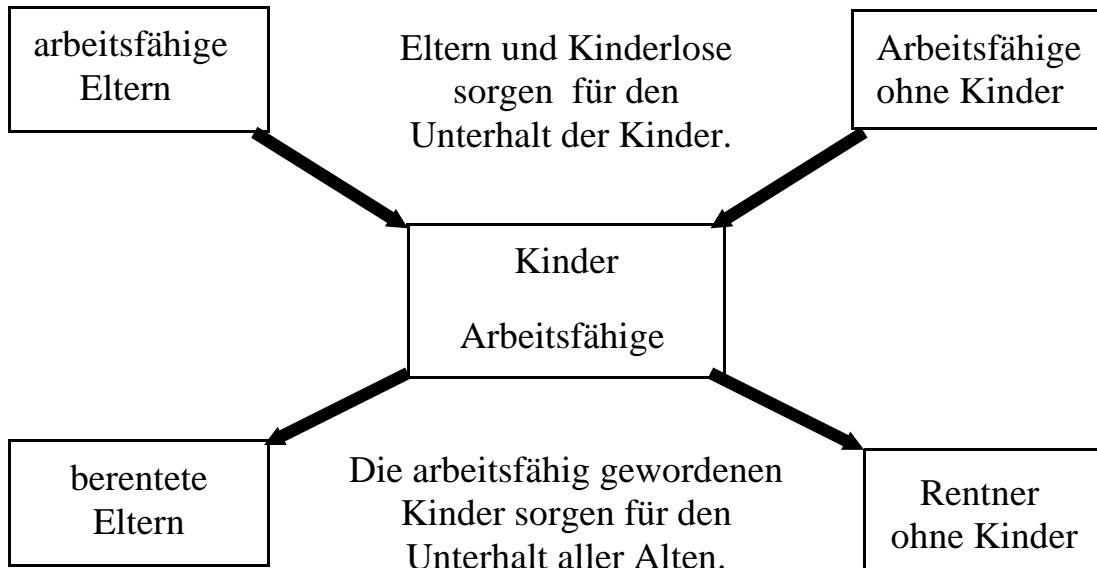 arbeitsfähige
Eltern
Eltern und Kinderlose
sorgen für den
Unterhalt der Kinder.
Arbeitsfähige
ohne Kinder
Kinder
Arbeitsfähige
berentete
Eltern
Die arbeitsfähig gewordenen
Kinder sorgen für den
Unterhalt aller Alten.
Rentner
ohne Kinder